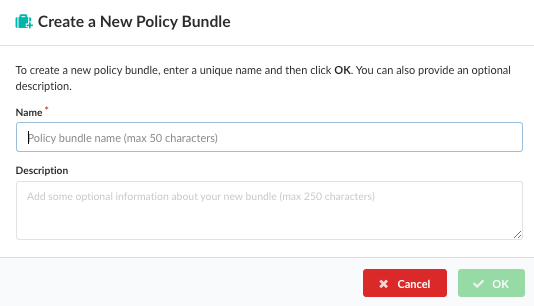 Create a New Policy Bundle
To create a new policy bundle, enter a unique name and then click OK. You can also provide an optional
description.
Name *
Policy bundle name (max 50 characters)
Description
Add some optional information about your new bundle (max 250 characters)
Cancel
OK